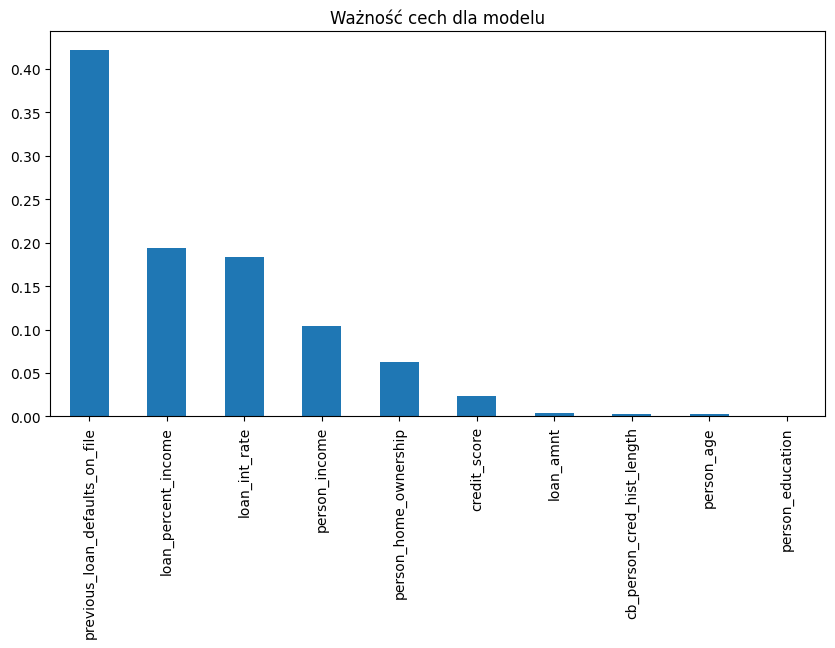 Ważność cech dla modelu
0.40
0.35
0.30
0.25
0.20
0.15
0.10
0.05
0.00
previous_loan_defaults_on_file
loan_percent_income
loan_int_rate
person_income
person_home_ownership
credit_score
loan_amnt
cb_person_cred_hist_length
person_age
person_education